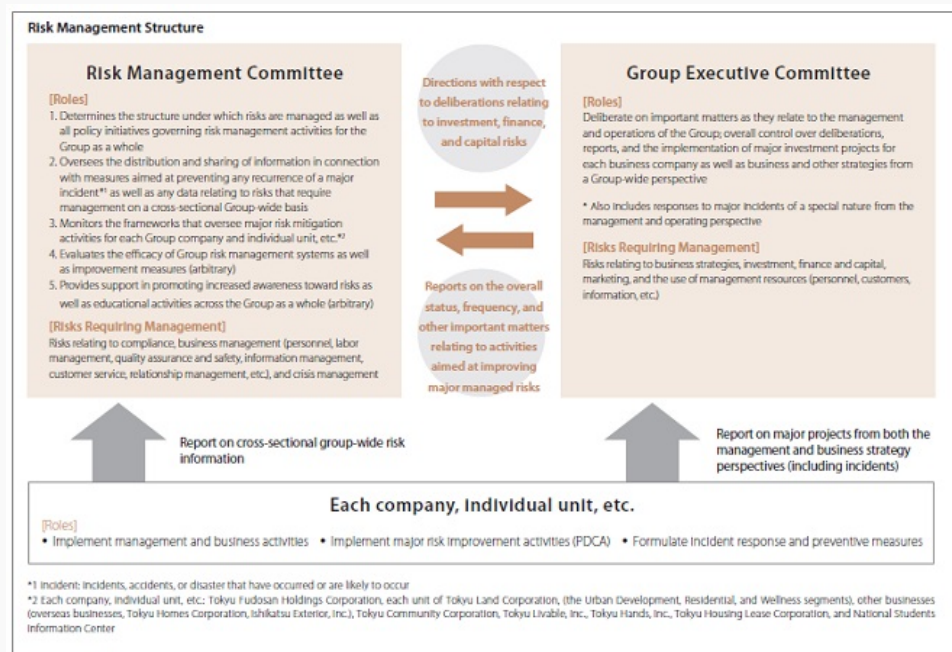 Risk Management Structure
Risk Management Committee
[Roles]
1. Determines the structure under which risks are managed as well as
all policy initiatives governing risk management activities for the
Group as a whole
2. Oversees the distribution and sharing of information in connection
with measures aimed at preventing any recurrence of a major
incident*1 as well as any data relating to risks that require
management on a cross-sectional Group-wide basis
3. Monitors the frameworks that oversee major risk mitigation
activities for each Group company and individual unit, etc.*2
4. Evaluates the efficacy of Group risk management systems as well
as improvement measures (arbitrary)
5. Provides support in promoting increased awareness toward risks as
well as educational activities across the Group as a whole (arbitrary)
[Risks Requiring Management]
Risks relating to compliance, business management (personnel, labor
management, quality assurance and safety, information management,
customer service, relationship management, etc.), and crisis management
Directions with respect
to deliberations relating
to investment, finance,
and capital risks
Reports on the overall
status, frequency, and
other important matters
relating to activities
aimed at improving
major managed risks
Group Executive Committee
[Roles]
Deliberate on important matters as they relate to the management
and operations of the Group; overall control over deliberations,
reports, and the implementation of major investment projects for
each business company as well as business and other strategies from
a Group-wide perspective
* Also includes responses to major incidents of a special nature from the
management and operating perspective
[Risks Requiring Management]
Risks relating to business strategies, investment, finance and capital,
marketing, and the use of management resources (personnel, customers,
information, etc.)
Report on cross-sectional group-wide risk
information
Report on major projects from both the
management and business strategy
perspectives (including incidents)
Each company, individual unit, etc.
[Roles]
• Implement management and business activities • Implement major risk improvement activities (PDCA) • Formulate incident response and preventive measures
*1 Incident: Incidents, accidents, or disaster that have occurred or are likely to occur
*2 Each company, individual unit, etc.: Tokyu Fudosan Holdings Corporation, each unit of Tokyu Land Corporation, (the Urban Development, Residential, and Wellness segments), other businesses
(overseas businesses, Tokyu Homes Corporation, Ishikatsu Exterior, Inc.), Tokyu Community Corporation, Tokyu Livable, Inc., Tokyu Hands, Inc., Tokyu Housing Lease Corporation, and National Students
Information Center